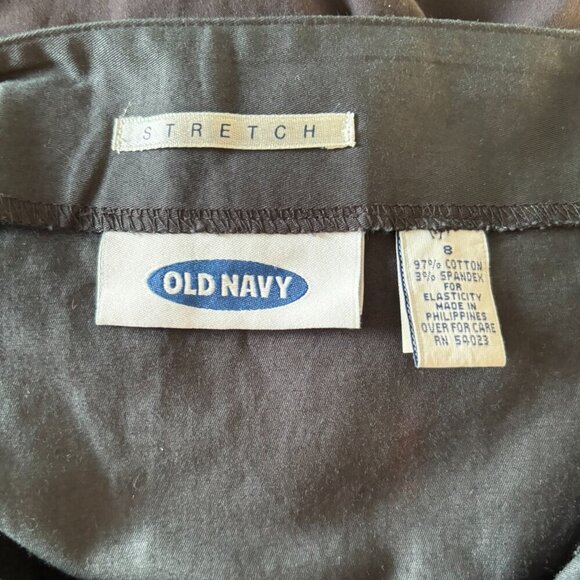 STRETCH
OLD NAVY
8
97% COTTON
3% SPANDEX
FOR
ELASTICITY
MADE IN
PHILIPPINES
OVER FOR CARE
RN 54023